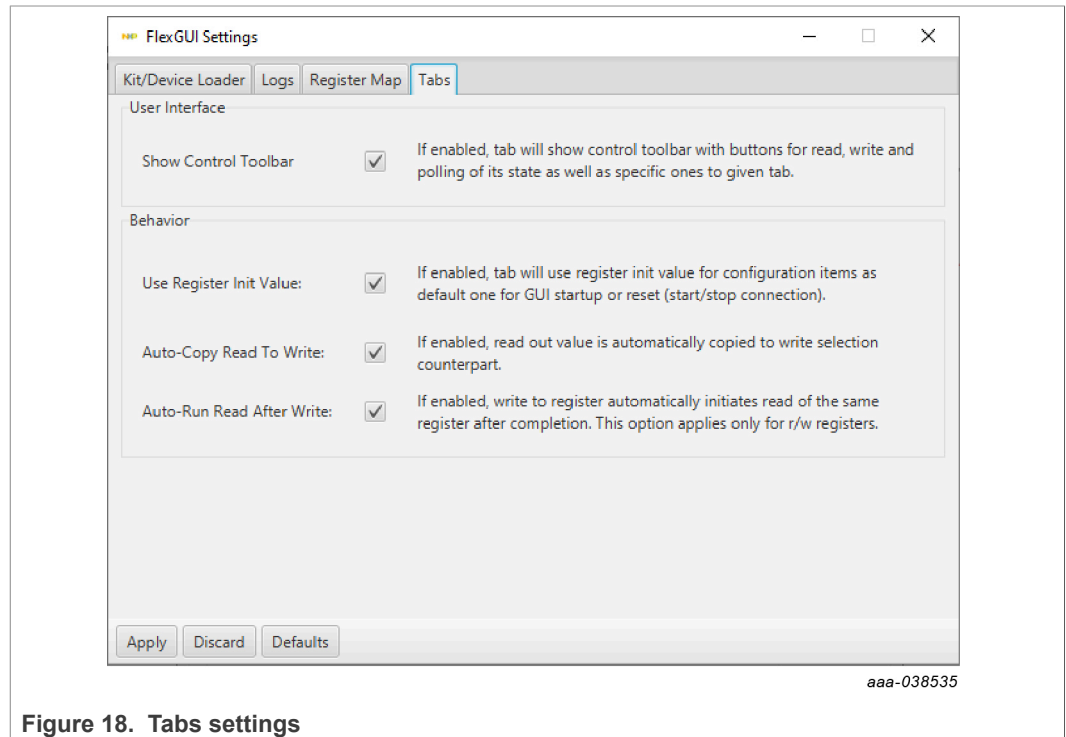 NXP FlexGUI Settings
Kit/Device Loader Logs Register Map Tabs
User Interface
Show Control Toolbar
If enabled, tab will show control toolbar with buttons for read, write and
polling of its state as well as specific ones to given tab.
Behavior
Use Register Init Value:
If enabled, tab will use register init value for configuration items as
default one for GUI startup or reset (start/stop connection).
Auto-Copy Read To Write:
If enabled, read out value is automatically copied to write selection
counterpart.
Auto-Run Read After Write:
If enabled, write to register automatically initiates read of the same
register after completion. This option applies only for r/w registers.
Apply Discard Defaults
aaa-038535
Figure 18. Tabs settings